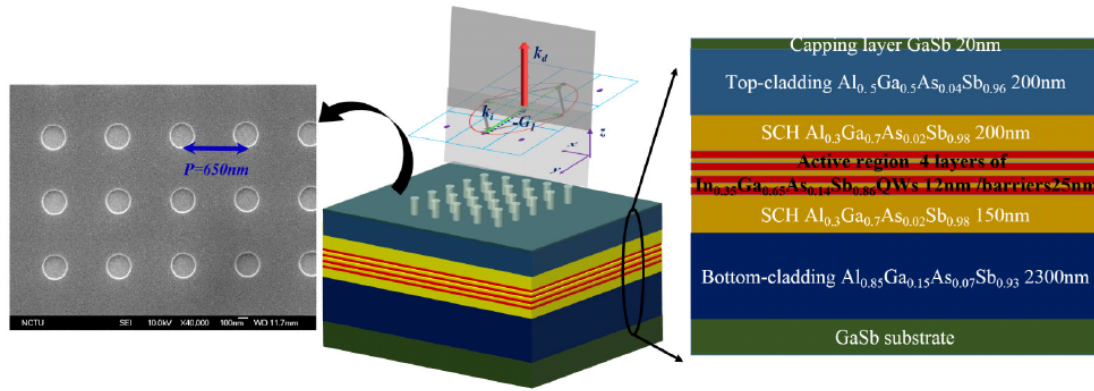 P=650nm
NCTU SEI 10.0kV X40,000 100nm WD 11.7mm
k_d
k_i
-G_1
z
x
y
Capping layer GaSb 20nm
Top-cladding Al₀.₅Ga₀.₅As₀.₀₄Sb₀.₉₆ 200nm
SCH Al₀.₃Ga₀.₇As₀.₀₂Sb₀.₉₈ 200nm
Active region 4 layers of
In₀.₃₅Ga₀.₆₅As₀.₁₄Sb₀.₈₆QWs 12nm /barriers25nm
SCH Al₀.₃Ga₀.₇As₀.₀₂Sb₀.₉₈ 150nm
Bottom-cladding Al₀.₈₅Ga₀.₁₅As₀.₀₇Sb₀.₉₃ 2300nm
GaSb substrate